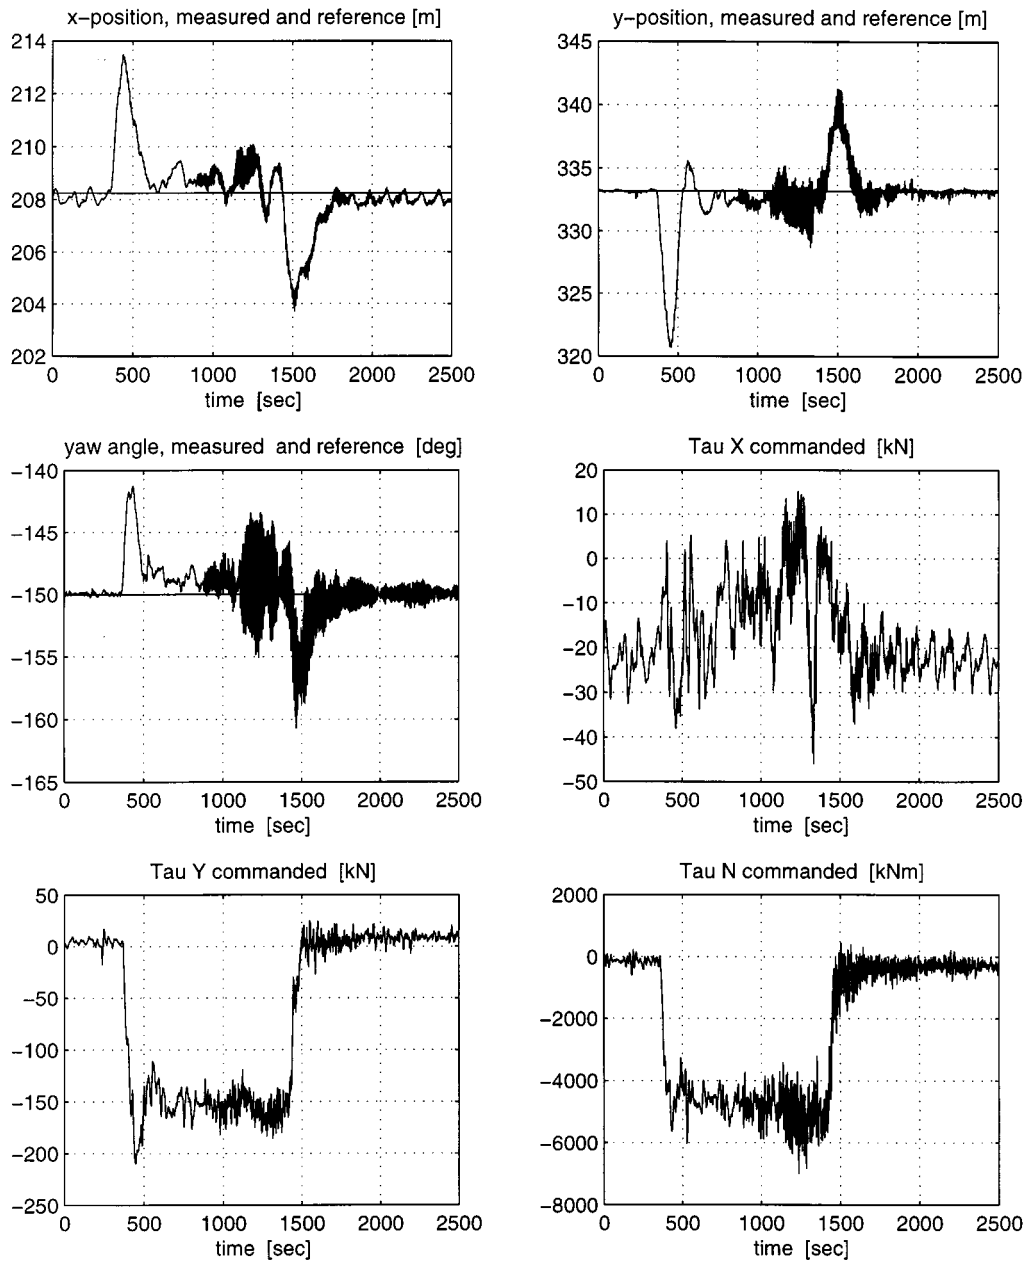 x-position, measured and reference [m]
214
212
210
208
206
204
202
0 500 1000 1500 2000 2500
time [sec]
y-position, measured and reference [m]
345
340
335
330
325
320
0 500 1000 1500 2000 2500
time [sec]
yaw angle, measured and reference [deg]
−140
−145
−150
−155
−160
−165
0 500 1000 1500 2000 2500
time [sec]
Tau X commanded [kN]
20
10
0
−10
−20
−30
−40
−50
0 500 1000 1500 2000 2500
time [sec]
Tau Y commanded [kN]
50
0
−50
−100
−150
−200
−250
0 500 1000 1500 2000 2500
time [sec]
Tau N commanded [kNm]
2000
0
−2000
−4000
−6000
−8000
0 500 1000 1500 2000 2500
time [sec]